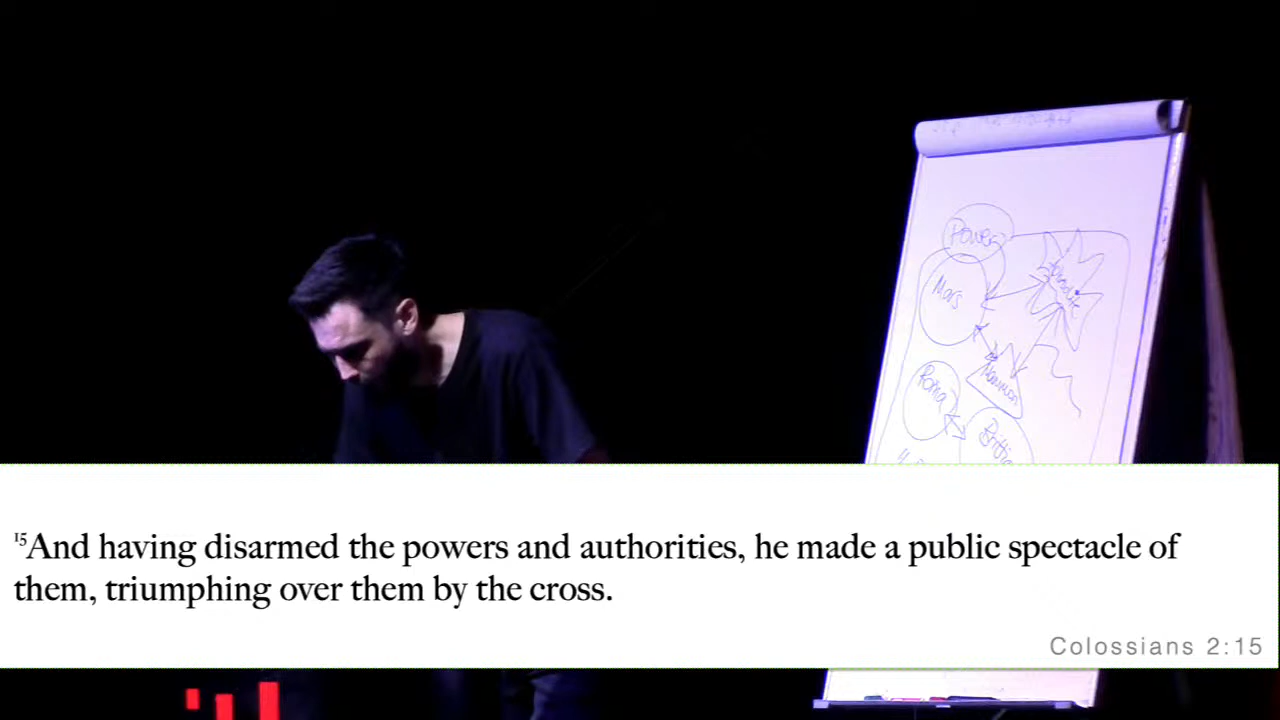 Powers
Mars
Mammon
Roma
¹⁵And having disarmed the powers and authorities, he made a public spectacle of
them, triumphing over them by the cross.
Colossians 2:15